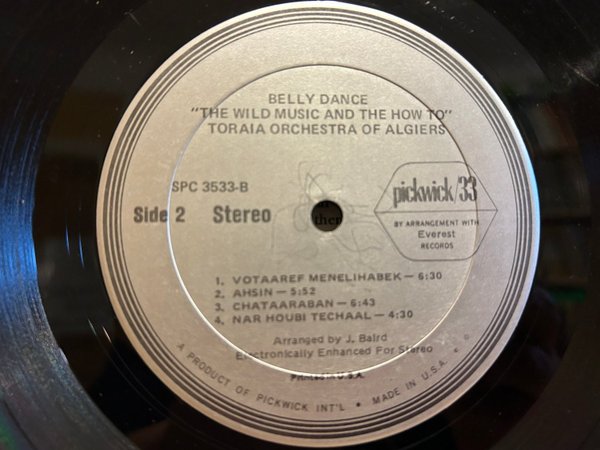 BELLY DANCE
"THE WILD MUSIC AND THE HOW TO"
TORAIA ORCHESTRA OF ALGIERS
SPC 3533-B
Side 2 Stereo
pickwick/33
BY ARRANGEMENT WITH
Everest
RECORDS
1. VOTAAREF MENELIHABEK — 6:30
2. AHSIN — 5:52
3. CHATAARABAN — 6:43
4. NAR HOUBI TECHAAL — 4:30
Arranged by J. Baird
Electronically Enhanced For Stereo
Printed in U.S.A.
A PRODUCT OF PICKWICK INT'L • MADE IN U.S.A.